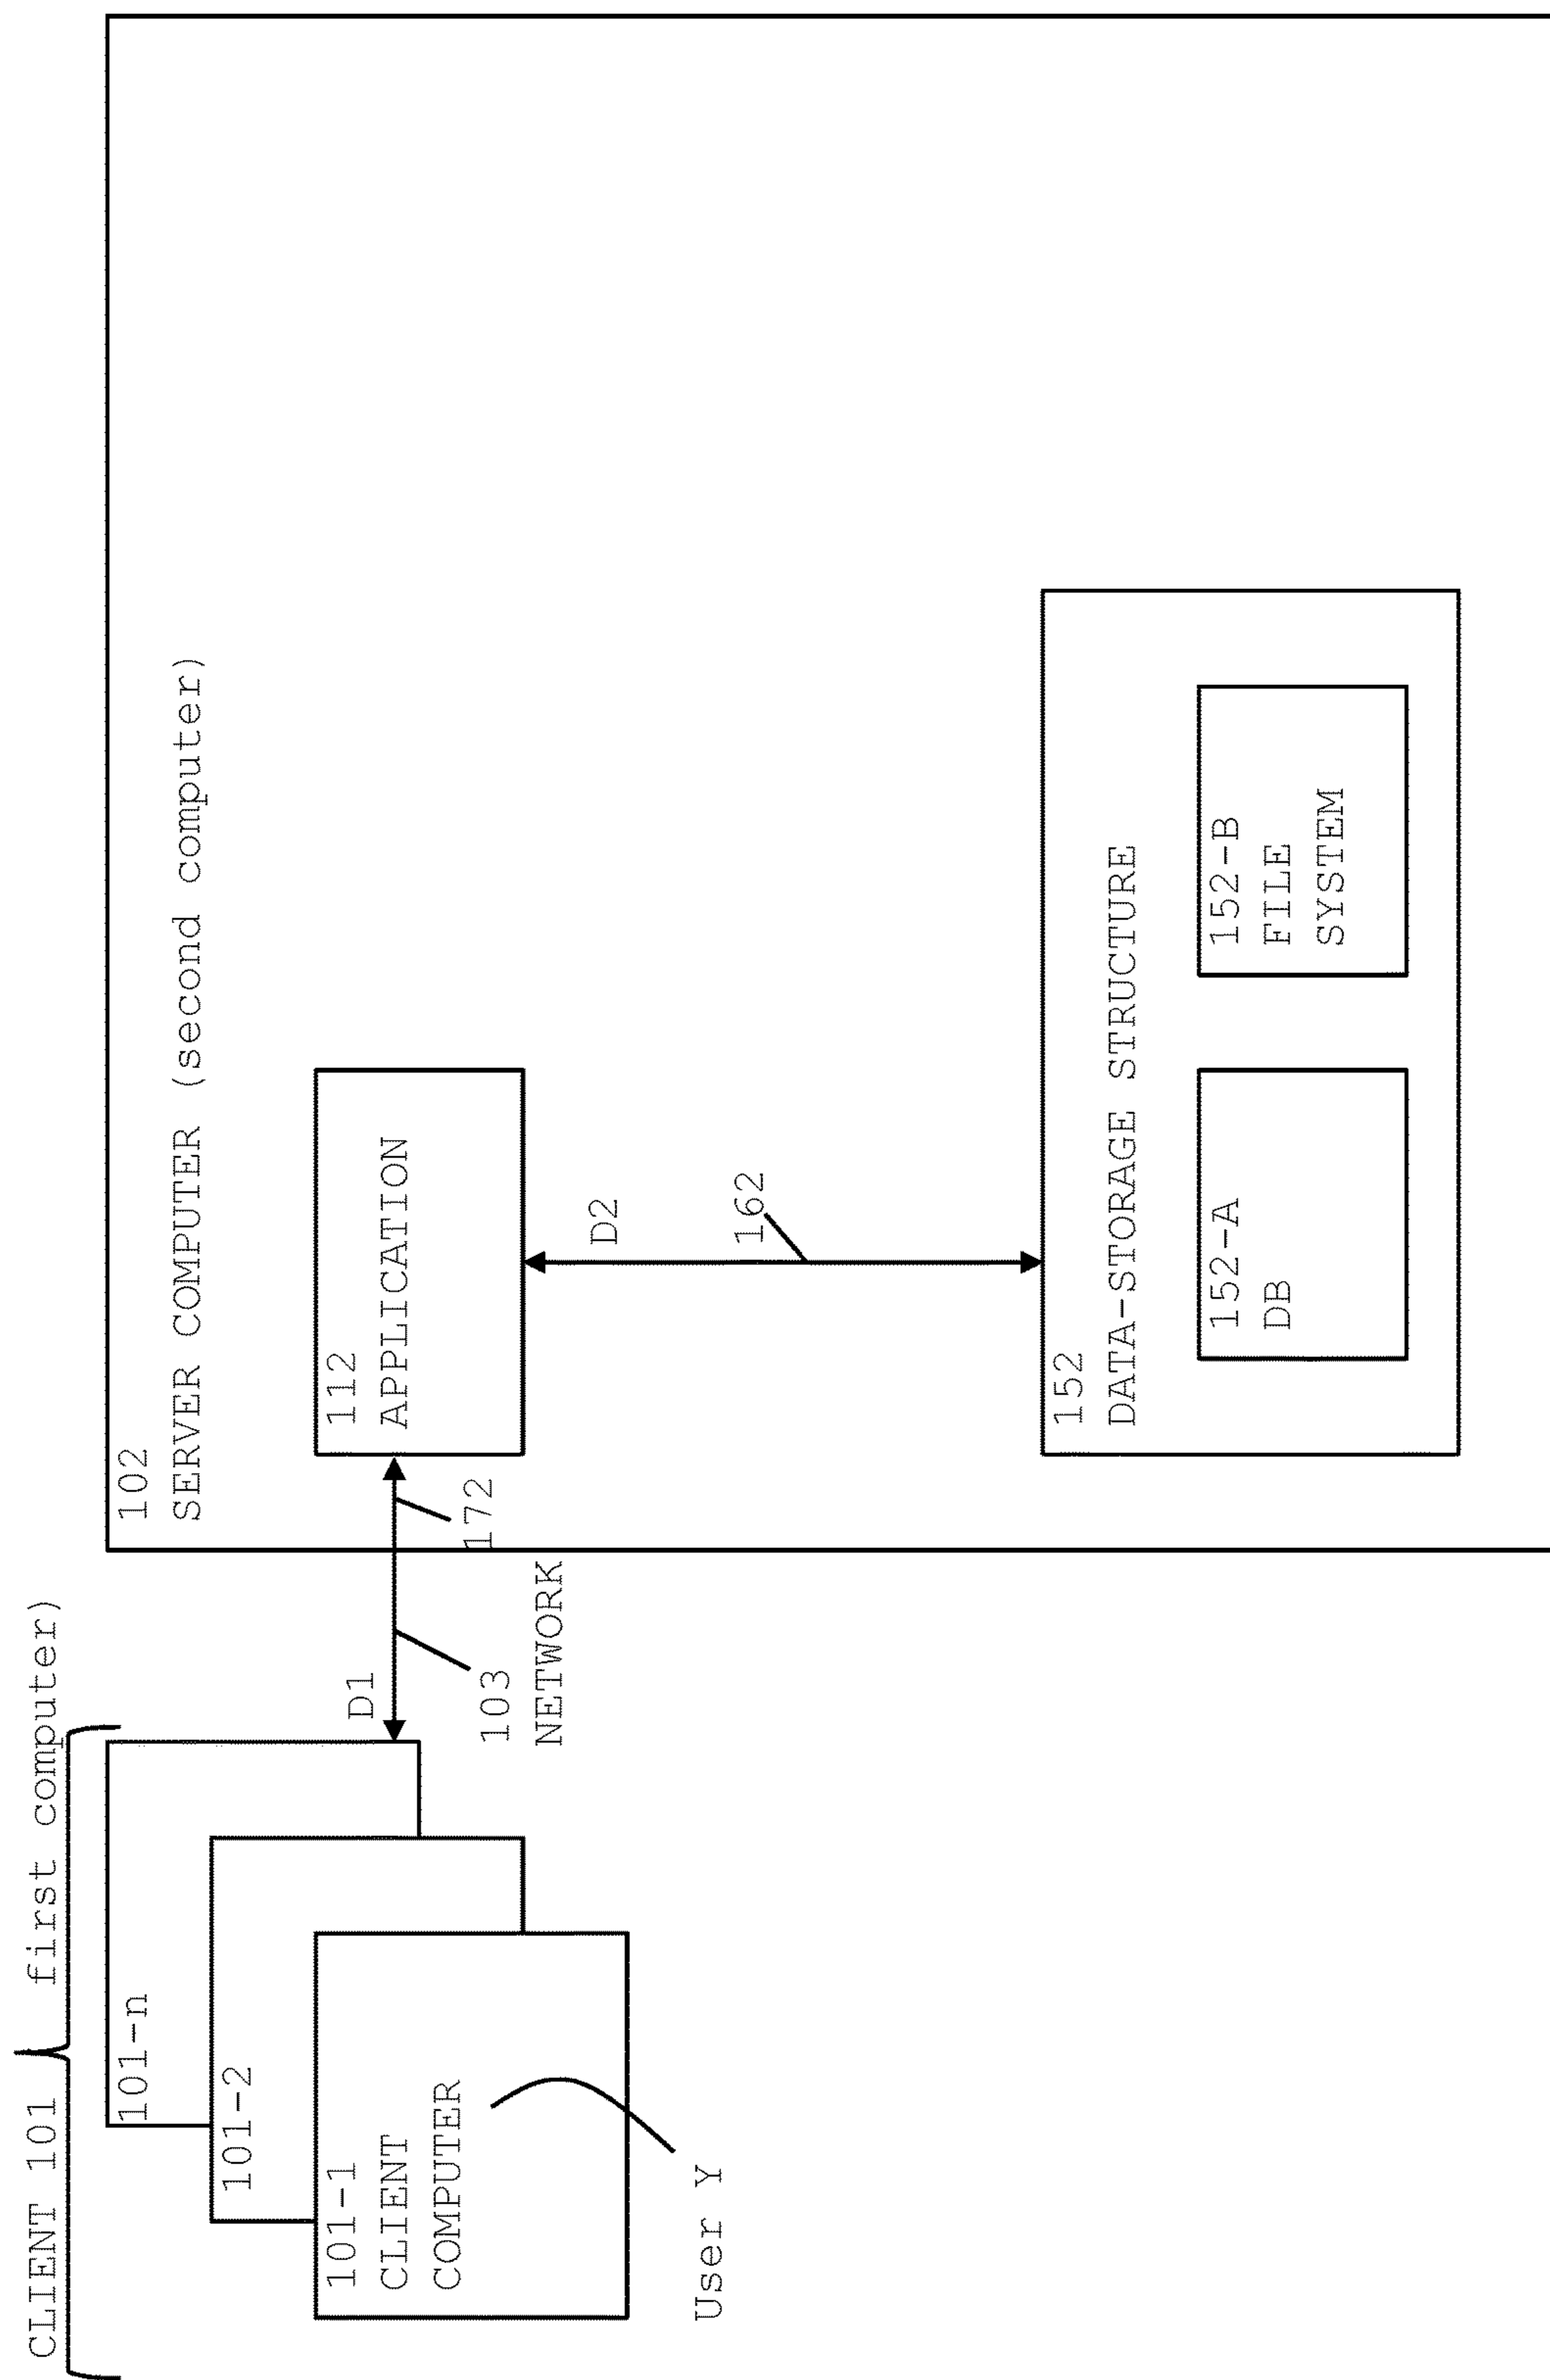 CLIENT 101 first computer)
101-n
101-2
101-1
CLIENT
COMPUTER
User Y
D1
103
NETWORK
172
102
SERVER COMPUTER (second computer)
112
APPLICATION
D2
162
152
DATA-STORAGE STRUCTURE
152-A
DB
152-B
FILE
SYSTEM